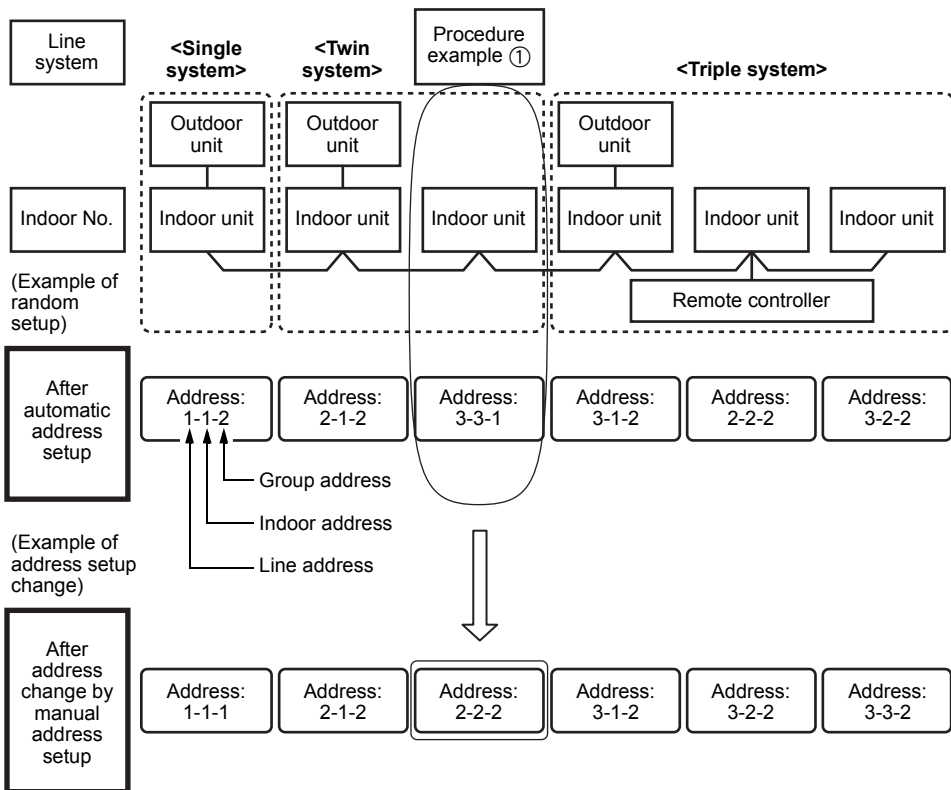 Line
system
<Single
system>
<Twin
system>
Procedure
example ①
<Triple system>
Outdoor
unit
Outdoor
unit
Outdoor
unit
Indoor No.
Indoor unit
Indoor unit
Indoor unit
Indoor unit
Indoor unit
Indoor unit
(Example of
random
setup)
Remote controller
After
automatic
address
setup
Address:
1-1-2
Address:
2-1-2
Address:
3-3-1
Address:
3-1-2
Address:
2-2-2
Address:
3-2-2
Group address
Indoor address
Line address
(Example of
address setup
change)
After
address
change by
manual
address
setup
Address:
1-1-1
Address:
2-1-2
Address:
2-2-2
Address:
3-1-2
Address:
3-2-2
Address:
3-3-2